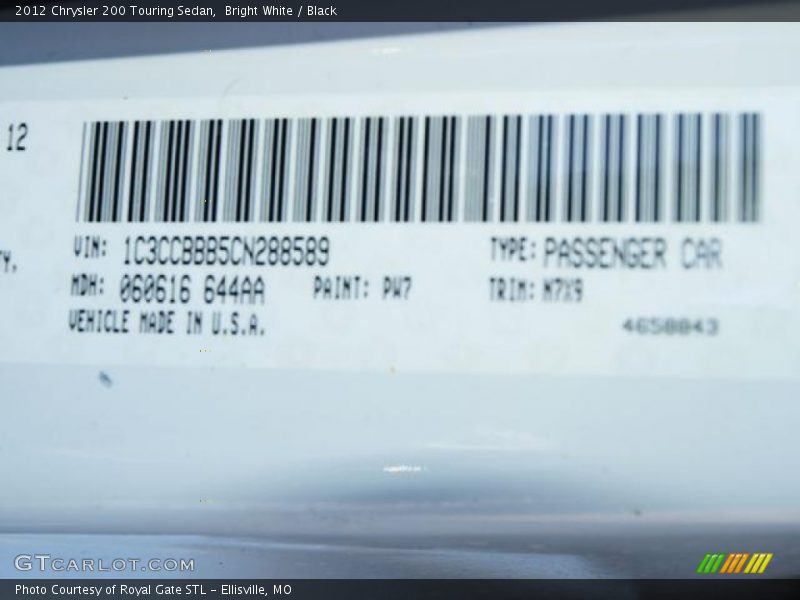 2012 Chrysler 200 Touring Sedan,  Bright White / Black
12
VIN: 1C3CCBBB5CN288589 TYPE: PASSENGER CAR
MDH: 060616 644AA PAINT: PW7 TRIM: N7X9
VEHICLE MADE IN U.S.A.
4658843
GTCARLOT.COM
Photo Courtesy of Royal Gate STL - Ellisville, MO